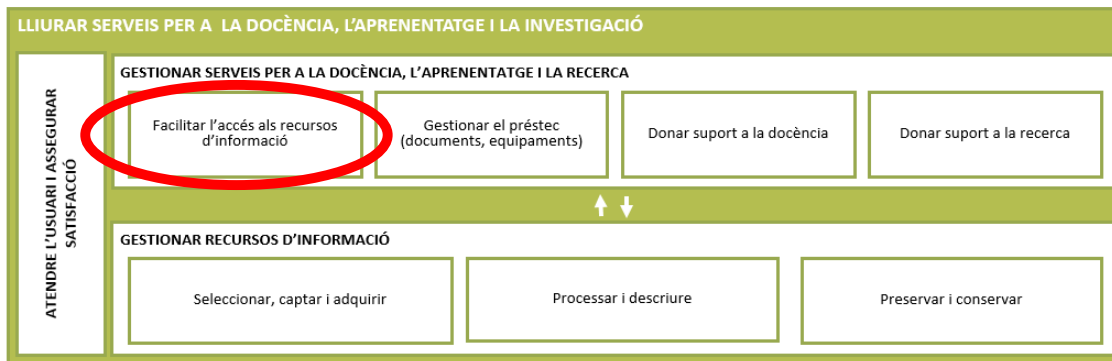 LLIURAR SERVEIS PER A  LA DOCÈNCIA, L'APRENENTATGE I LA INVESTIGACIÓ
ATENDRE L'USUARI I ASSEGURAR
SATISFACCIÓ
GESTIONAR SERVEIS PER A LA DOCÈNCIA, L'APRENENTATGE I LA RECERCA
Facilitar l'accés als recursos
d'informació
Gestionar el préstec
(documents, equipaments)
Donar suport a la docència
Donar suport a la recerca
GESTIONAR RECURSOS D'INFORMACIÓ
Seleccionar, captar i adquirir
Processar i descriure
Preservar i conservar